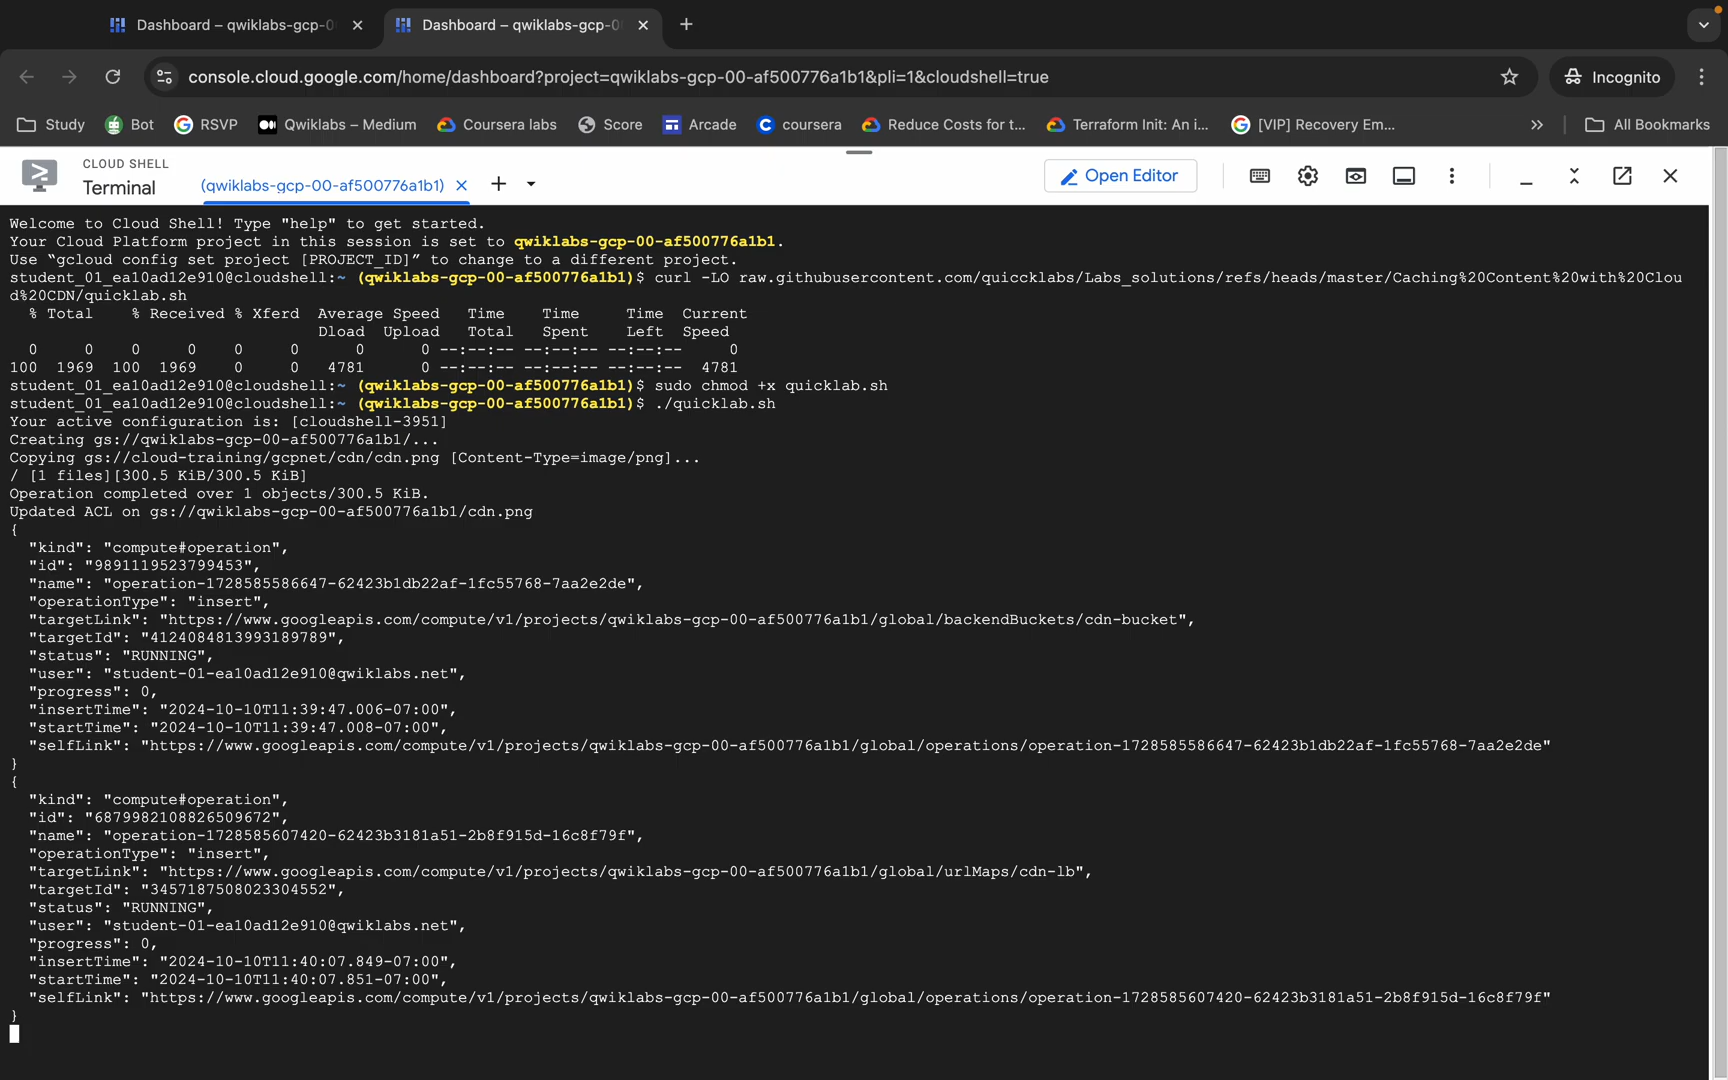 Dashboard – qwiklabs-gcp-0
Dashboard – qwiklabs-gcp-0
console.cloud.google.com/home/dashboard?project=qwiklabs-gcp-00-af500776a1b1&pli=1&cloudshell=true
Incognito
Study
Bot
RSVP
Qwiklabs – Medium
Coursera labs
Score
Arcade
coursera
Reduce Costs for t...
Terraform Init: An i...
[VIP] Recovery Em...
All Bookmarks
CLOUD SHELL
Terminal
(qwiklabs-gcp-00-af500776a1b1)
Open Editor
Welcome to Cloud Shell! Type "help" to get started.
Your Cloud Platform project in this session is set to qwiklabs-gcp-00-af500776a1b1.
Use “gcloud config set project [PROJECT_ID]” to change to a different project.
student_01_ea10ad12e910@cloudshell:~ (qwiklabs-gcp-00-af500776a1b1)$ curl -LO raw.githubusercontent.com/quiccklabs/Labs_solutions/refs/heads/master/Caching%20Content%20with%20Clou
d%20CDN/quicklab.sh
% Total % Received % Xferd Average Speed Time Time Time Current
Dload Upload Total Spent Left Speed
0 0 0 0 0 0 0 0 --:--:-- --:--:-- --:--:-- 0
100 1969 100 1969 0 0 4781 0 --:--:-- --:--:-- --:--:-- 4781
student_01_ea10ad12e910@cloudshell:~ (qwiklabs-gcp-00-af500776a1b1)$ sudo chmod +x quicklab.sh
student_01_ea10ad12e910@cloudshell:~ (qwiklabs-gcp-00-af500776a1b1)$ ./quicklab.sh
Your active configuration is: [cloudshell-3951]
Creating gs://qwiklabs-gcp-00-af500776a1b1/...
Copying gs://cloud-training/gcpnet/cdn/cdn.png [Content-Type=image/png]...
/ [1 files][300.5 KiB/300.5 KiB]
Operation completed over 1 objects/300.5 KiB.
Updated ACL on gs://qwiklabs-gcp-00-af500776a1b1/cdn.png
{
"kind": "compute#operation",
"id": "9891119523799453",
"name": "operation-1728585586647-62423b1db22af-1fc55768-7aa2e2de",
"operationType": "insert",
"targetLink": "https://www.googleapis.com/compute/v1/projects/qwiklabs-gcp-00-af500776a1b1/global/backendBuckets/cdn-bucket",
"targetId": "4124084813993189789",
"status": "RUNNING",
"user": "student-01-ea10ad12e910@qwiklabs.net",
"progress": 0,
"insertTime": "2024-10-10T11:39:47.006-07:00",
"startTime": "2024-10-10T11:39:47.008-07:00",
"selfLink": "https://www.googleapis.com/compute/v1/projects/qwiklabs-gcp-00-af500776a1b1/global/operations/operation-1728585586647-62423b1db22af-1fc55768-7aa2e2de"
}
{
"kind": "compute#operation",
"id": "6879982108826509672",
"name": "operation-1728585607420-62423b3181a51-2b8f915d-16c8f79f",
"operationType": "insert",
"targetLink": "https://www.googleapis.com/compute/v1/projects/qwiklabs-gcp-00-af500776a1b1/global/urlMaps/cdn-lb",
"targetId": "3457187508023304552",
"status": "RUNNING",
"user": "student-01-ea10ad12e910@qwiklabs.net",
"progress": 0,
"insertTime": "2024-10-10T11:40:07.849-07:00",
"startTime": "2024-10-10T11:40:07.851-07:00",
"selfLink": "https://www.googleapis.com/compute/v1/projects/qwiklabs-gcp-00-af500776a1b1/global/operations/operation-1728585607420-62423b3181a51-2b8f915d-16c8f79f"
}